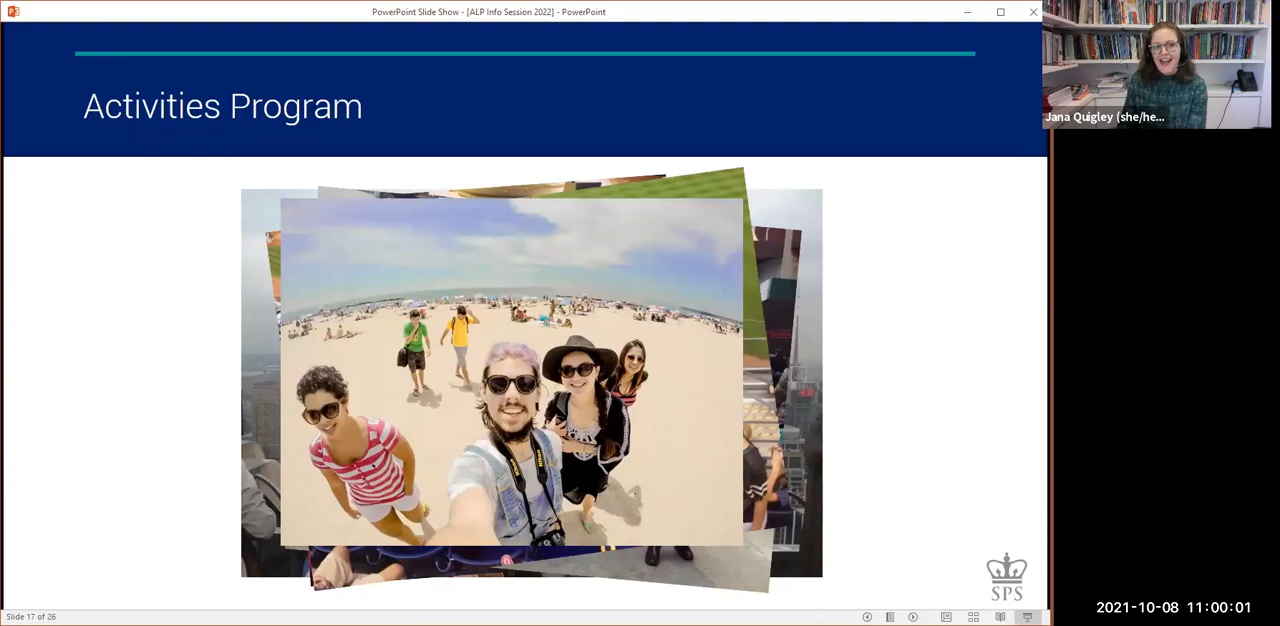 PowerPoint Slide Show - [ALP Info Session 2022] - PowerPoint
Jana Quigley (she/he...
Activities Program
Nikon
SPS
Slide 17 of 26
2021-10-08 11:00:01